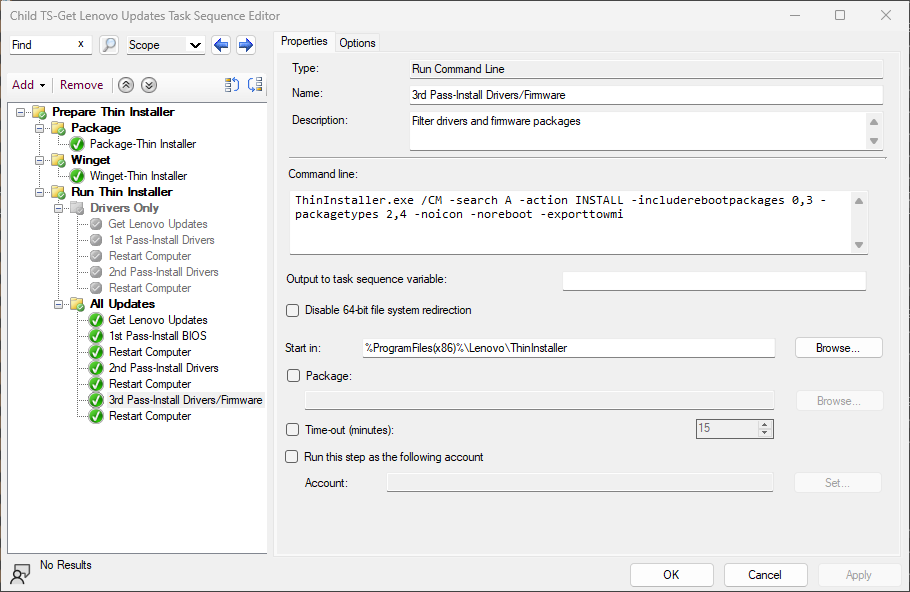 Child TS-Get Lenovo Updates Task Sequence Editor
Find x Scope
Add Remove
Prepare Thin Installer
Package
Package-Thin Installer
Winget
Winget-Thin Installer
Run Thin Installer
Drivers Only
Get Lenovo Updates
1st Pass-Install Drivers
Restart Computer
2nd Pass-Install Drivers
Restart Computer
All Updates
Get Lenovo Updates
1st Pass-Install BIOS
Restart Computer
2nd Pass-Install Drivers
Restart Computer
3rd Pass-Install Drivers/Firmware
Restart Computer
Properties Options
Type: Run Command Line
Name: 3rd Pass-Install Drivers/Firmware
Description: Filter drivers and firmware packages
Command line:
ThinInstaller.exe /CM -search A -action INSTALL -includerebootpackages 0,3 -
packagetypes 2,4 -noicon -noreboot -exporttowmi
Output to task sequence variable:
Disable 64-bit file system redirection
Start in: %ProgramFiles(x86)%\Lenovo\ThinInstaller Browse...
Package:
Browse...
Time-out (minutes): 15
Run this step as the following account
Account: Set...
No Results
OK Cancel Apply